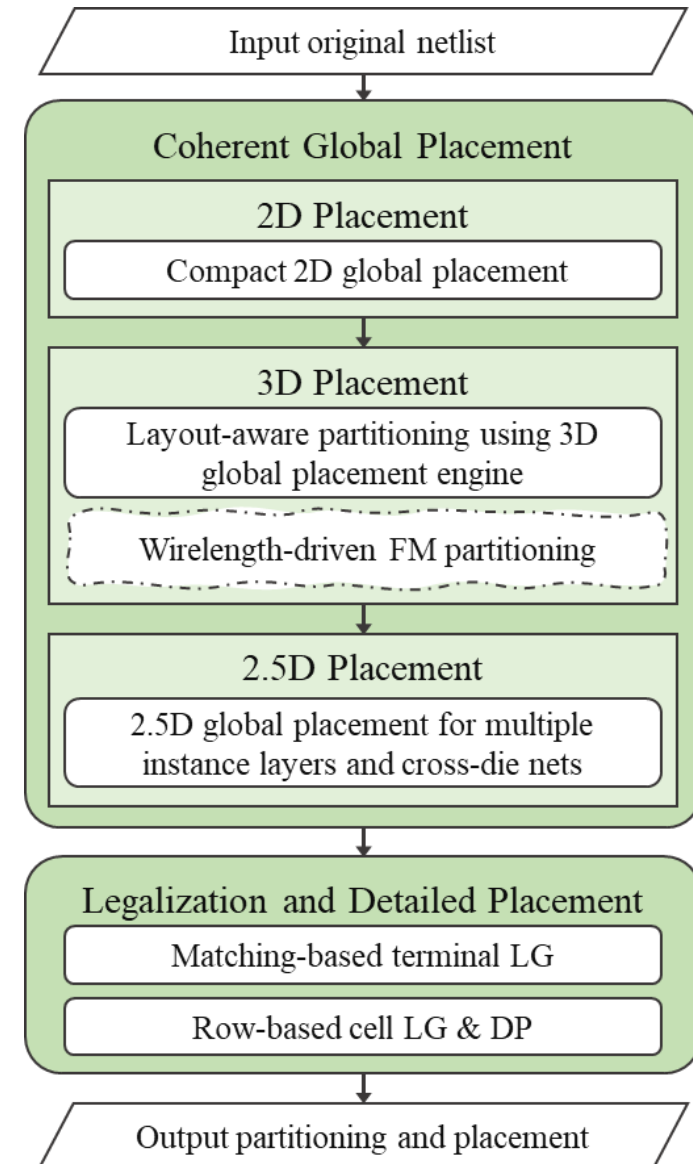 Input original netlist
Coherent Global Placement
2D Placement
Compact 2D global placement
3D Placement
Layout-aware partitioning using 3D
global placement engine
Wirelength-driven FM partitioning
2.5D Placement
2.5D global placement for multiple
instance layers and cross-die nets
Legalization and Detailed Placement
Matching-based terminal LG
Row-based cell LG & DP
Output partitioning and placement